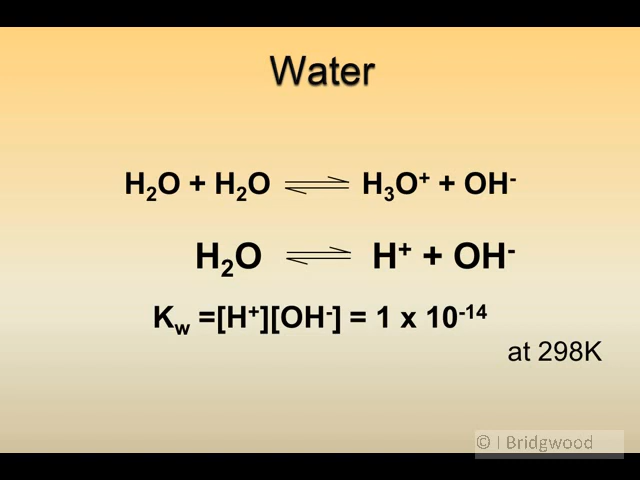 Water
H₂O + H₂O ⇌ H₃O⁺ + OH⁻
H₂O ⇌ H⁺ + OH⁻
K_w =[H⁺][OH⁻] = 1 x 10⁻¹⁴
at 298K
© I Bridgwood